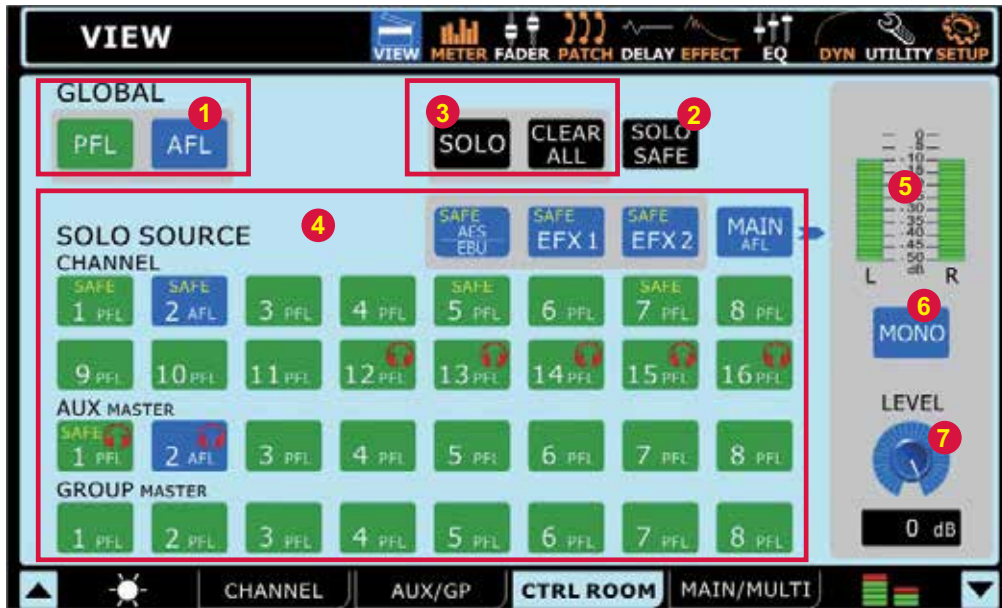 VIEW
VIEW METER FADER PATCH DELAY EFFECT EQ DYN UTILITY SETUP
GLOBAL
1
3
2
PFL AFL SOLO CLEAR ALL SOLO SAFE
4
SOLO SOURCE
SAFE AES EBU
SAFE EFX 1
SAFE EFX 2
MAIN AFL
CHANNEL
SAFE 1 PFL
SAFE 2 AFL
3 PFL
4 PFL
SAFE 5 PFL
6 PFL
SAFE 7 PFL
8 PFL
9 PFL
10 PFL
11 PFL
12 PFL
13 PFL
14 PFL
15 PFL
16 PFL
AUX MASTER
SAFE 1 PFL
2 AFL
3 PFL
4 PFL
5 PFL
6 PFL
7 PFL
8 PFL
GROUP MASTER
1 PFL
2 PFL
3 PFL
4 PFL
5 PFL
6 PFL
7 PFL
8 PFL
0
5
10
30
35
40
45
50
dB
5
L R
6
MONO
LEVEL
7
0 dB
CHANNEL AUX/GP CTRL ROOM MAIN/MULTI